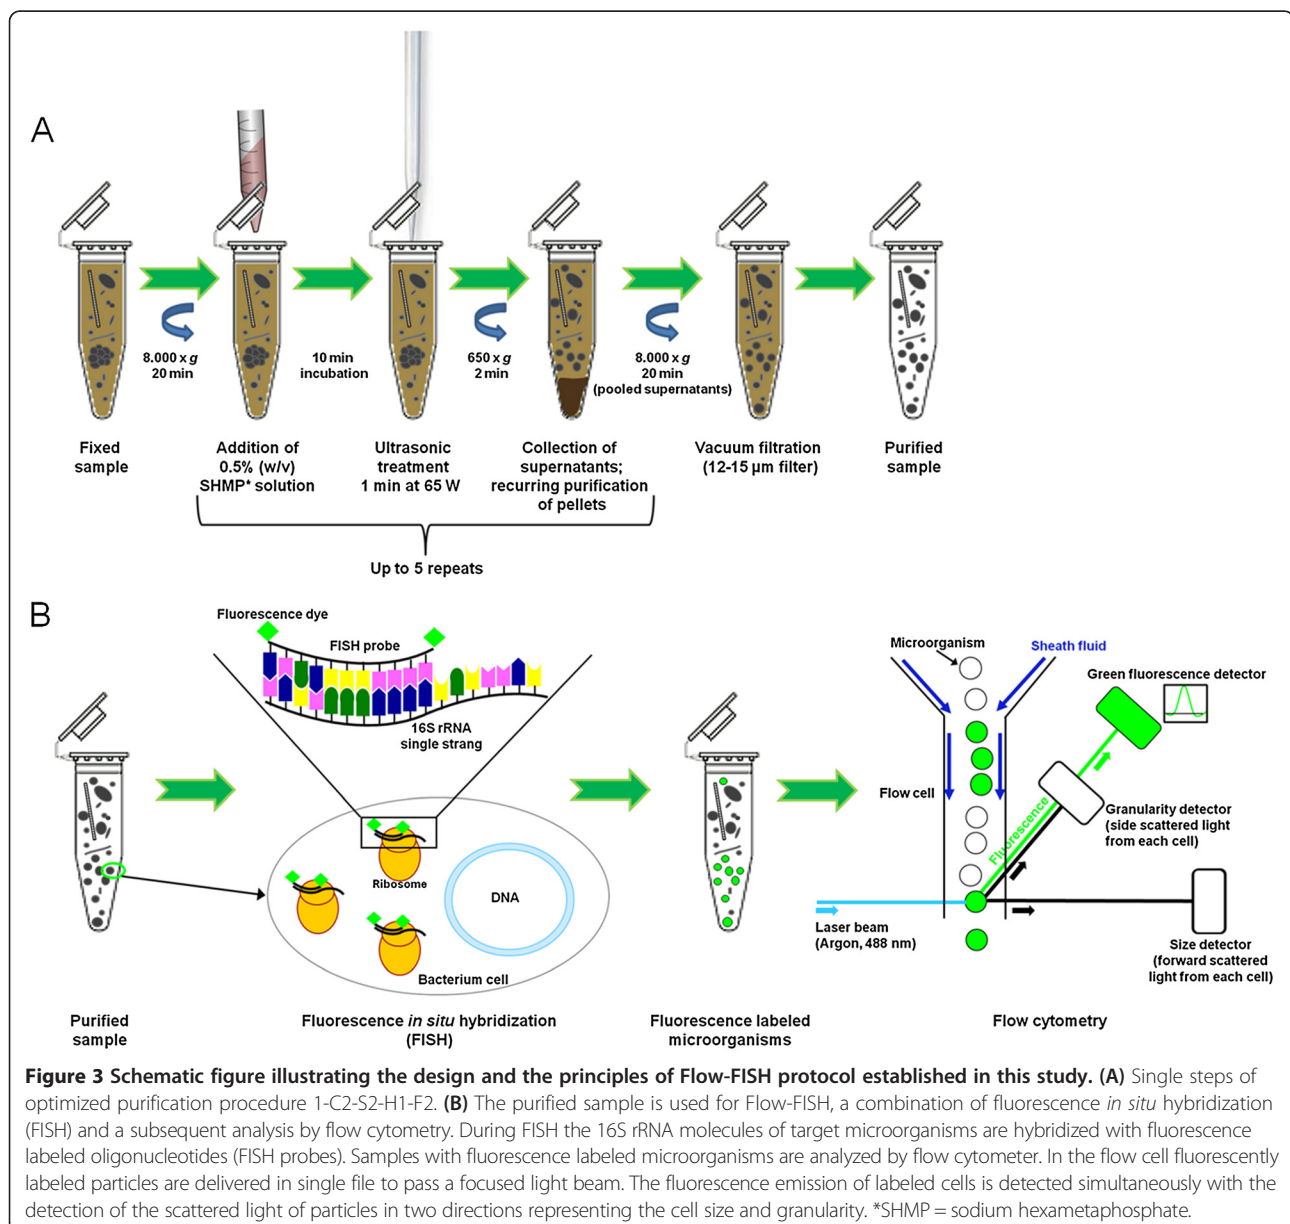 A
8.000 x g
20 min
10 min
incubation
650 x g
2 min
8.000 x g
20 min
(pooled supernatants)
Fixed
sample
Addition of
0.5% (w/v)
SHMP* solution
Ultrasonic
treatment
1 min at 65 W
Collection of
supernatants;
recurring purification
of pellets
Vacuum filtration
(12-15 µm filter)
Purified
sample
Up to 5 repeats
B
Fluorescence dye
FISH probe
16S rRNA
single strang
Ribosome
DNA
Bacterium cell
Microorganism
Sheath fluid
Green fluorescence detector
Flow cell
Fluorescence
Granularity detector
(side scattered light
from each cell)
Laser beam
(Argon, 488 nm)
Size detector
(forward scattered
light from each cell)
Purified
sample
Fluorescence in situ hybridization
(FISH)
Fluorescence labeled
microorganisms
Flow cytometry
Figure 3 Schematic figure illustrating the design and the principles of Flow-FISH protocol established in this study. (A) Single steps of
optimized purification procedure 1-C2-S2-H1-F2. (B) The purified sample is used for Flow-FISH, a combination of fluorescence in situ hybridization
(FISH) and a subsequent analysis by flow cytometry. During FISH the 16S rRNA molecules of target microorganisms are hybridized with fluorescence
labeled oligonucleotides (FISH probes). Samples with fluorescence labeled microorganisms are analyzed by flow cytometer. In the flow cell fluorescently
labeled particles are delivered in single file to pass a focused light beam. The fluorescence emission of labeled cells is detected simultaneously with the
detection of the scattered light of particles in two directions representing the cell size and granularity. *SHMP = sodium hexametaphosphate.